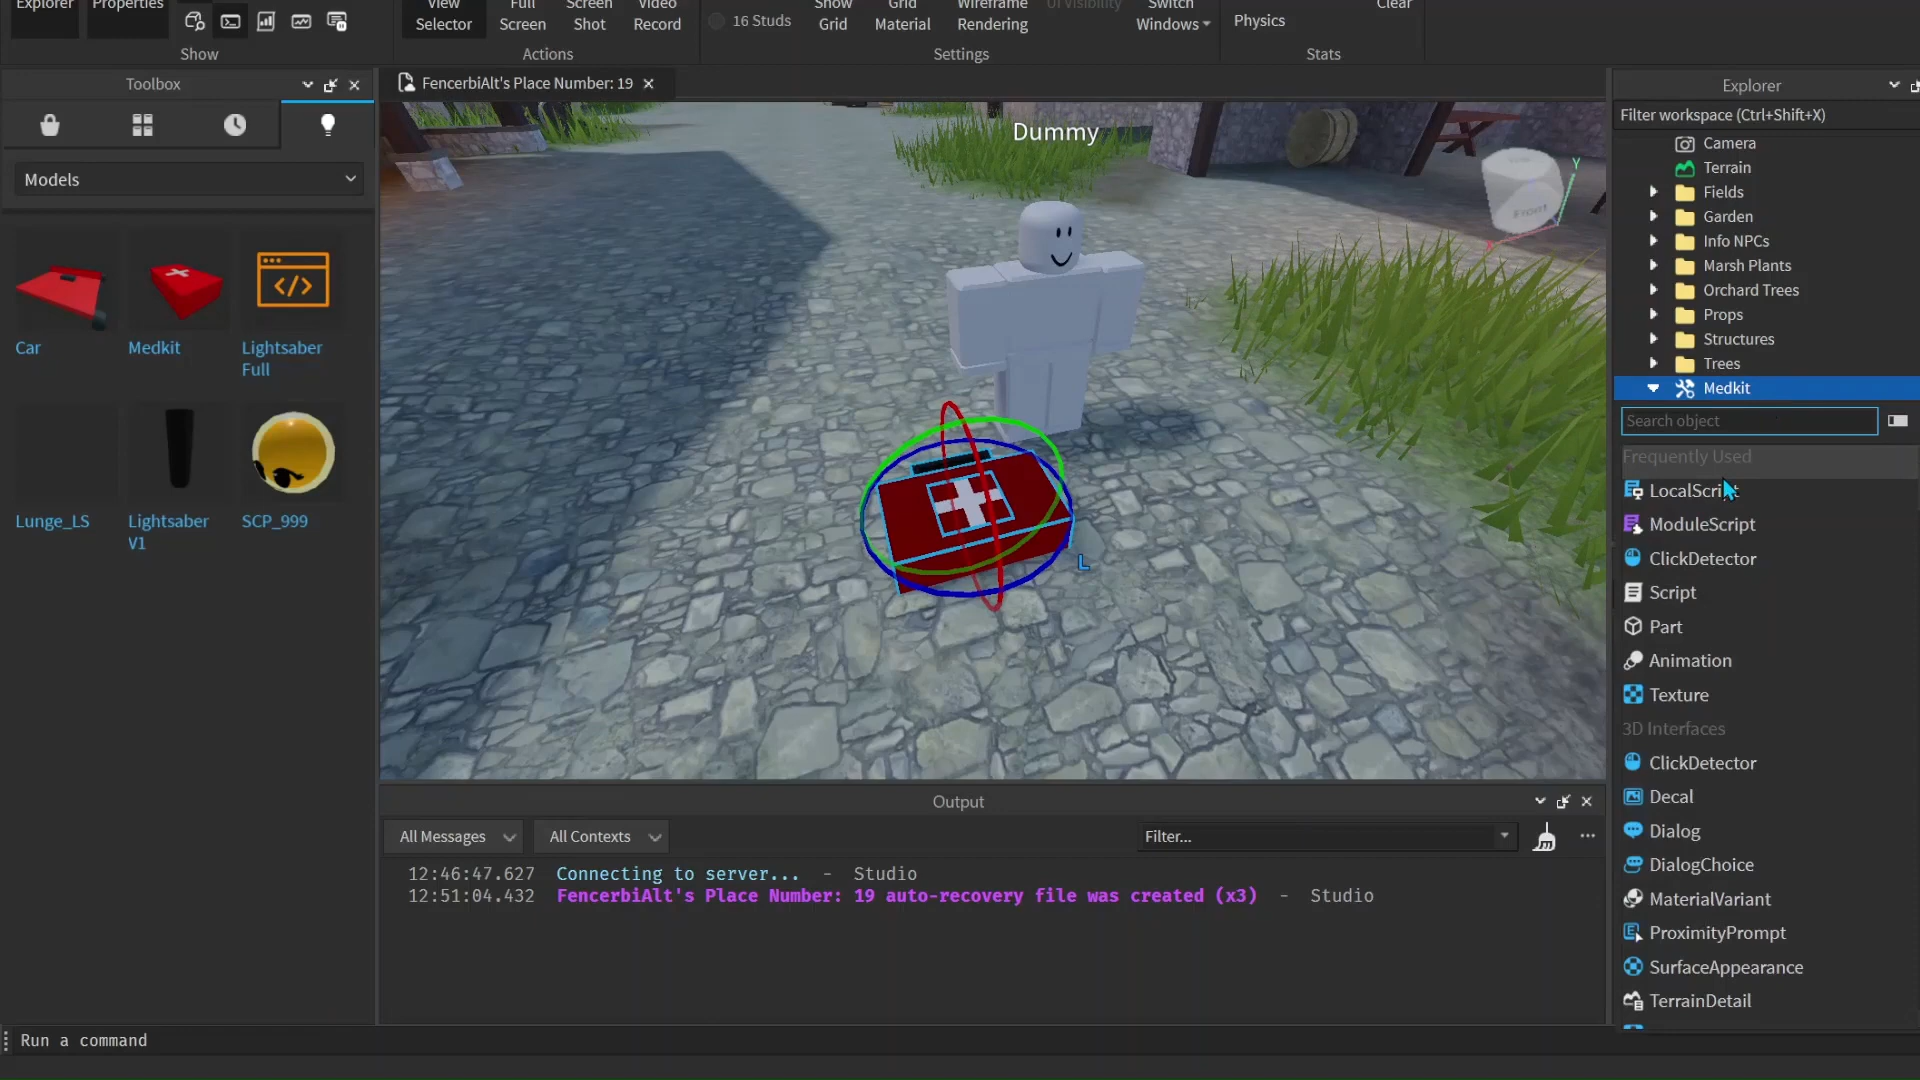 Explorer
Properties
View
Selector
Full
Screen
Screen
Shot
Video
Record
16 Studs
Show
Grid
Grid
Material
Wireframe
Rendering
UI Visibility
Switch
Windows
Physics
Clear
Show
Actions
Settings
Stats
Toolbox
FencerbiAlt's Place Number: 19
Explorer
Filter workspace (Ctrl+Shift+X)
Models
Car
Medkit
Lightsaber
Full
Lunge_LS
Lightsaber
V1
SCP_999
Dummy
Front
Y
L
Camera
Terrain
Fields
Garden
Info NPCs
Marsh Plants
Orchard Trees
Props
Structures
Trees
Medkit
Search object
Frequently Used
LocalScript
ModuleScript
ClickDetector
Script
Part
Animation
Texture
3D Interfaces
ClickDetector
Decal
Dialog
DialogChoice
MaterialVariant
ProximityPrompt
SurfaceAppearance
TerrainDetail
Output
All Messages
All Contexts
Filter...
12:46:47.627 Connecting to server... - Studio
12:51:04.432 FencerbiAlt's Place Number: 19 auto-recovery file was created (x3) - Studio
Run a command